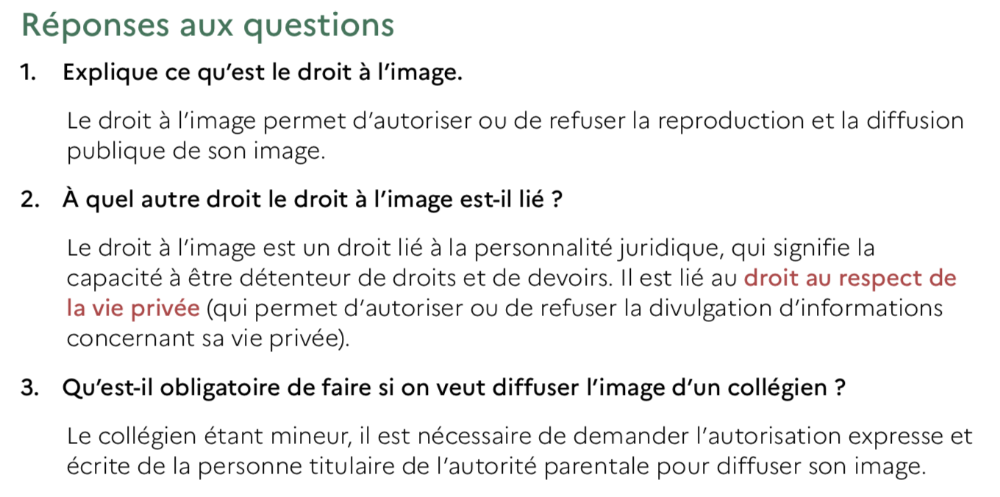 Réponses aux questions
1. Explique ce qu’est le droit à l’image.
Le droit à l’image permet d’autoriser ou de refuser la reproduction et la diffusion
publique de son image.
2. À quel autre droit le droit à l’image est-il lié ?
Le droit à l’image est un droit lié à la personnalité juridique, qui signifie la
capacité à être détenteur de droits et de devoirs. Il est lié au droit au respect de
la vie privée (qui permet d’autoriser ou de refuser la divulgation d’informations
concernant sa vie privée).
3. Qu’est-il obligatoire de faire si on veut diffuser l’image d’un collégien ?
Le collégien étant mineur, il est nécessaire de demander l’autorisation expresse et
écrite de la personne titulaire de l’autorité parentale pour diffuser son image.